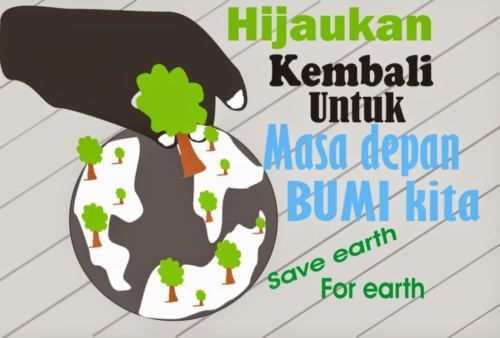 Hijaukan
Kembali
Untuk
Masa depan
BUMI kita
Save earth
For earth